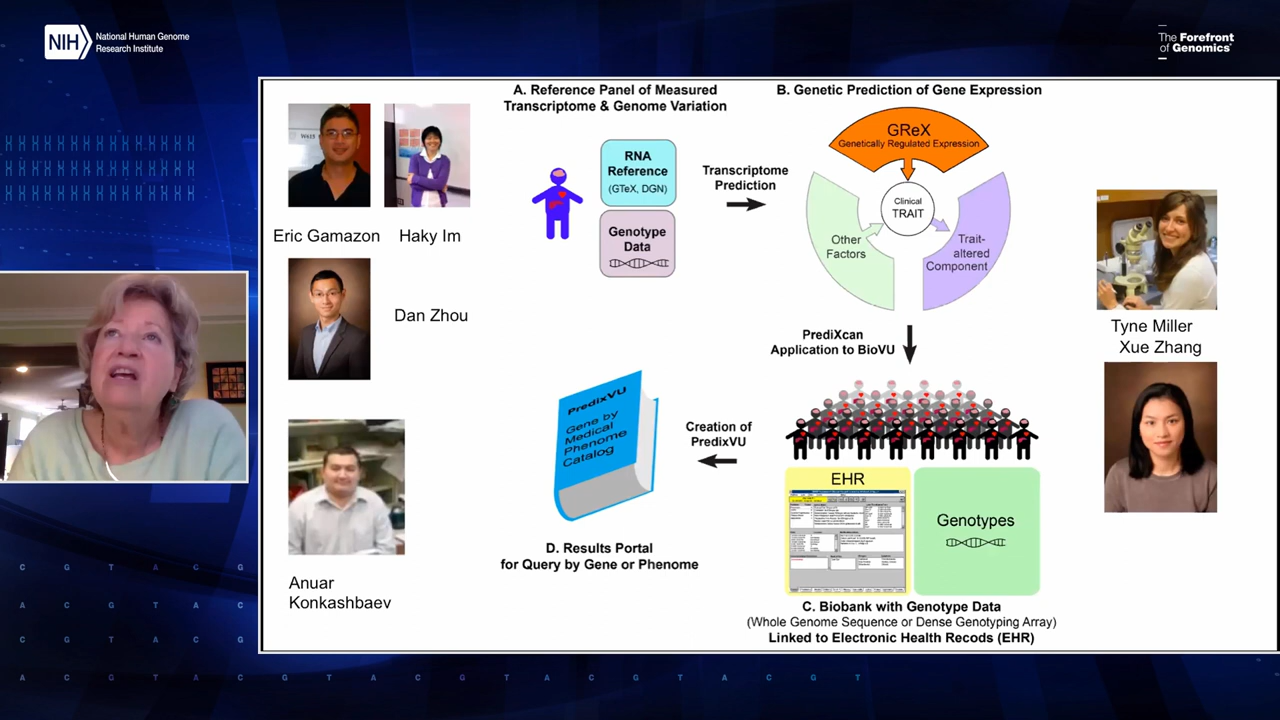 NIH
National Human Genome
Research Institute
The Forefront
of Genomics
A. Reference Panel of Measured
Transcriptome & Genome Variation
RNA
Reference
(GTeX, DGN)
Genotype
Data
Transcriptome
Prediction
B. Genetic Prediction of Gene Expression
GReX
Genetically Regulated Expression
Clinical
TRAIT
Other
Factors
Trait-
altered
Component
Eric Gamazon
Haky Im
Dan Zhou
Anuar
Konkashbaev
Tyne Miller
Xue Zhang
PrediXcan
Application to BioVU
EHR
Genotypes
C. Biobank with Genotype Data
(Whole Genome Sequence or Dense Genotyping Array)
Linked to Electronic Health Recods (EHR)
Creation of
PredixVU
PredixVU
Gene by
Medical
Phenome
Catalog
D. Results Portal
for Query by Gene or Phenome
C G T A C G
A C G T A C
C G T A C G
A C G T A C G T A C G T A C G T